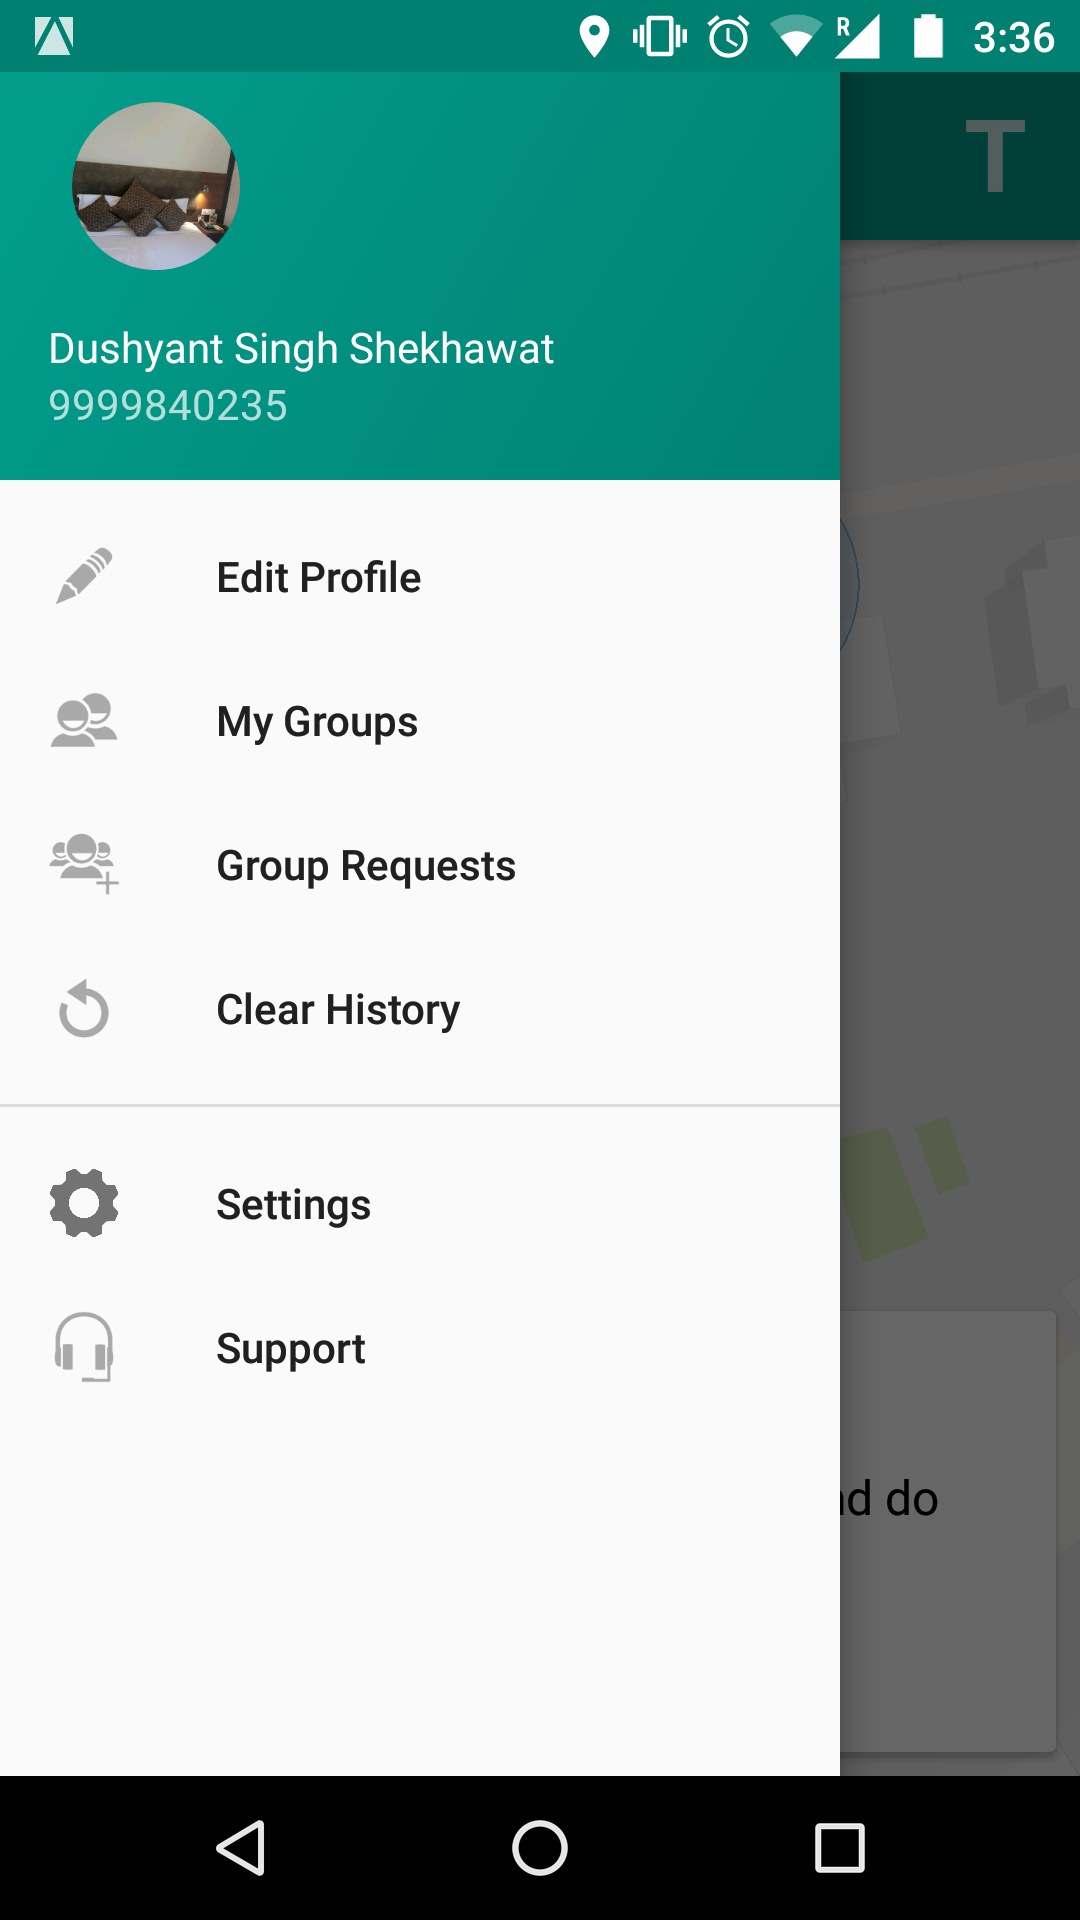 R
3:36
T
Dushyant Singh Shekhawat
9999840235
Edit Profile
My Groups
Group Requests
Clear History
Settings
Support
do